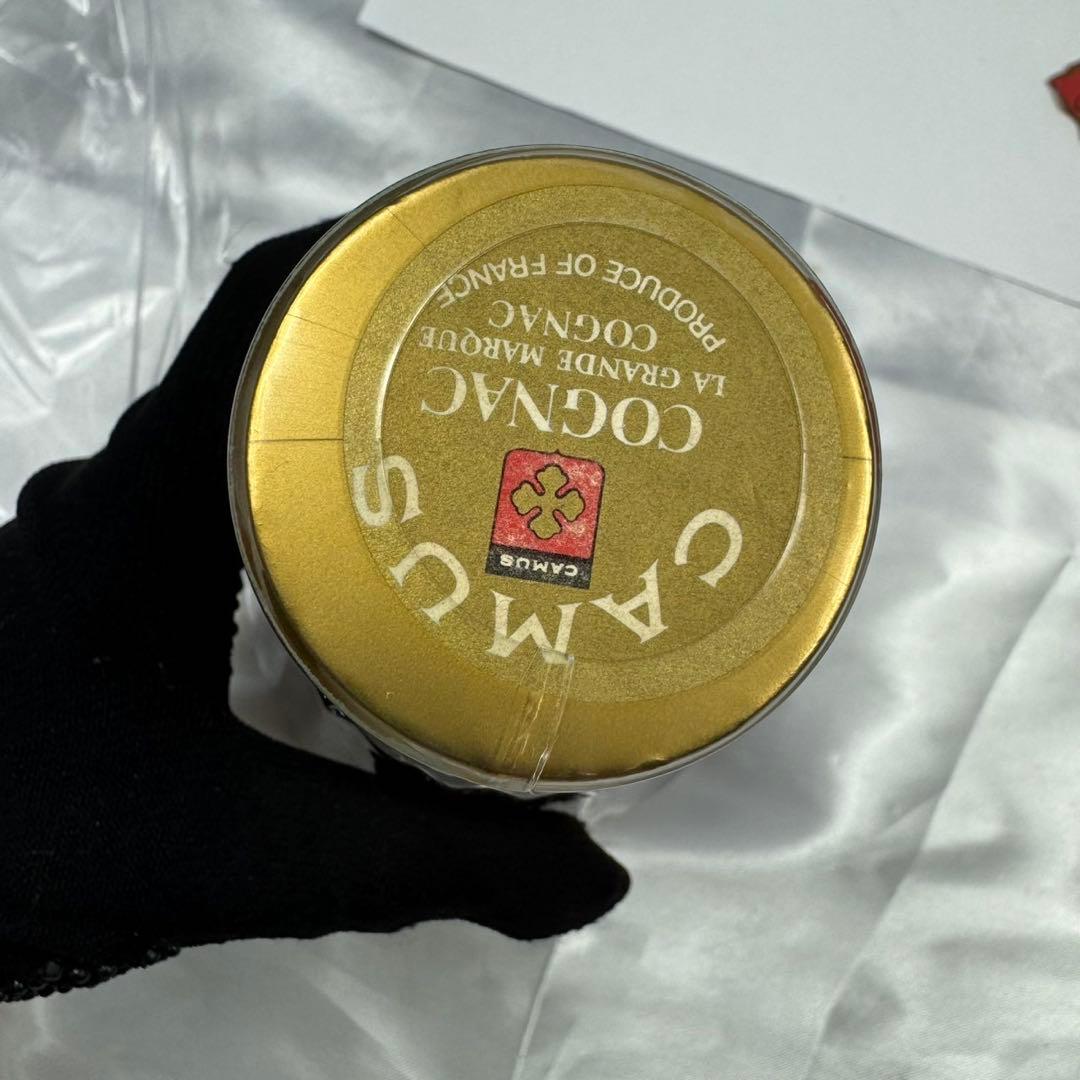 CAMUS
CAMUS
COGNAC
LA GRANDE MARQUE
COGNAC
PRODUCE OF FRANCE